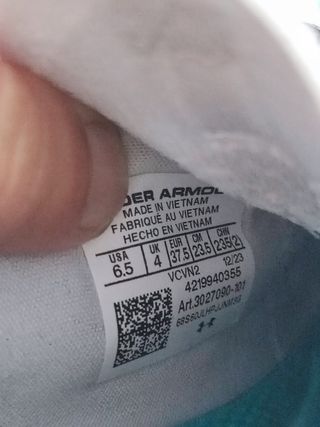 DER ARMOU
MADE IN VIETNAM
FABRIQUÉ AU VIETNAM
HECHO EN VIETNAM
USA UK EUR CM CHN
6.5 4 37.5 23.5 235(2)
VCVN2 12/23
4219940355
Art.3027090-101